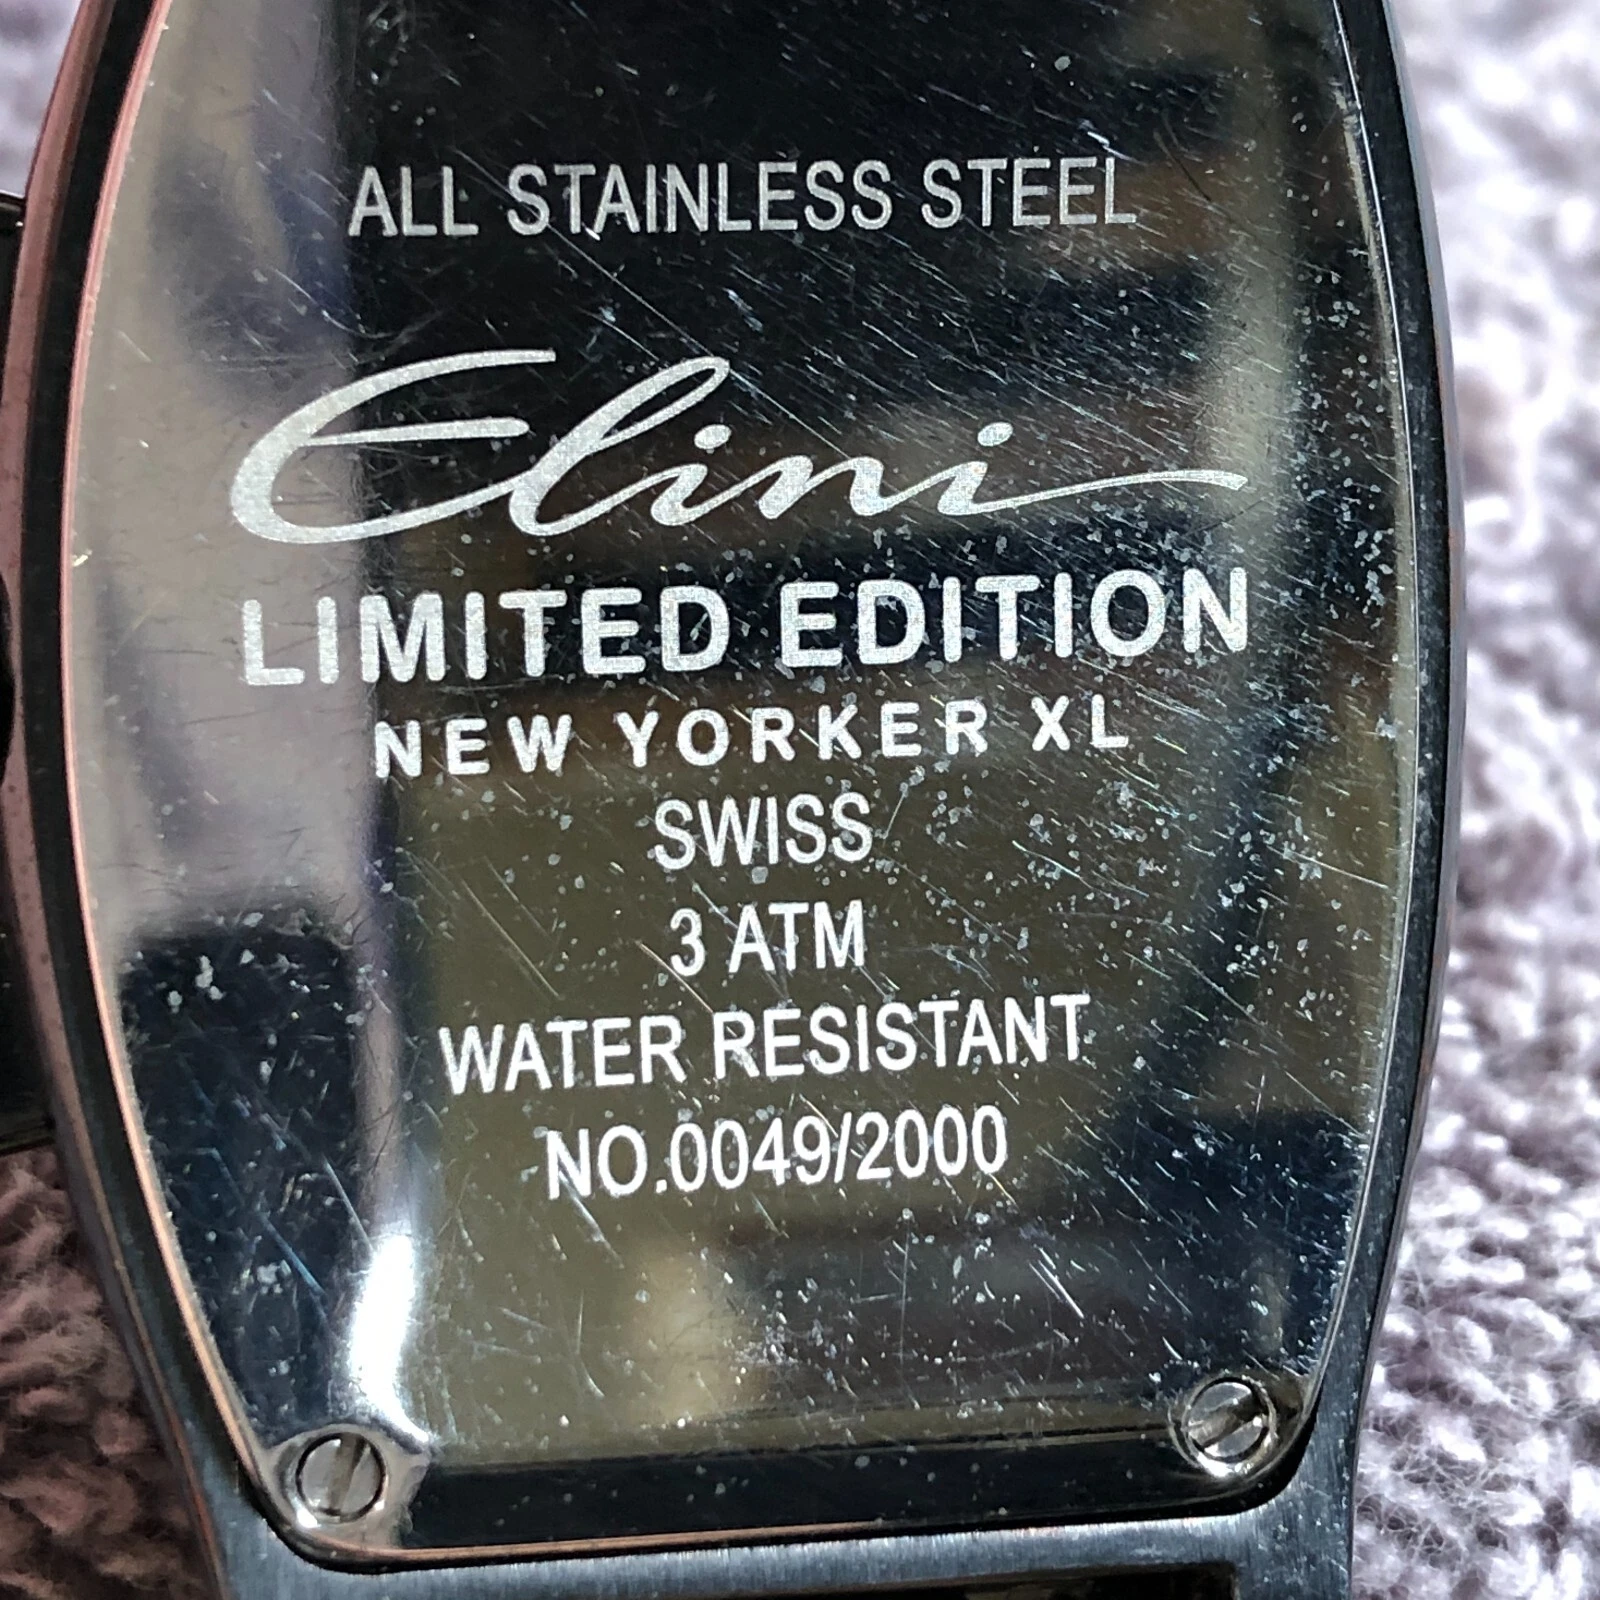 ALL STAINLESS STEEL
Elini
LIMITED EDITION
NEW YORKER XL
SWISS
3 ATM
WATER RESISTANT
NO.0049/2000